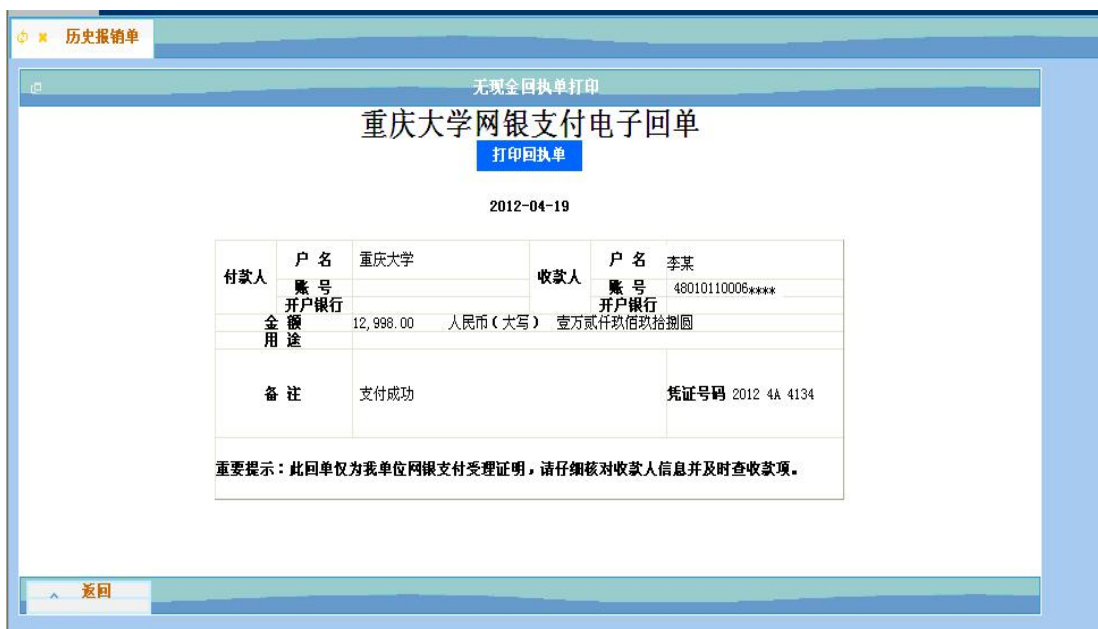 历史报销单
无现金回执单打印
重庆大学网银支付电子回单
打印回执单
2012-04-19
付款人 户 名 重庆大学 收款人 户 名 李某
账 号 账 号 48010110006****
开户银行 开户银行
金 额 12,998.00 人民币(大写) 壹万贰仟玖佰玖拾捌圆
用 途
备 注 支付成功 凭证号码 2012 4A 4134
重要提示：此回单仅为我单位网银支付受理证明，请仔细核对收款人信息并及时查收款项。
返回